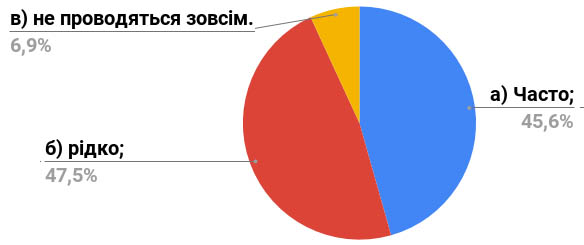 в) не проводяться зовсім.
6,9%
а) Часто;
45,6%
б) рідко;
47,5%